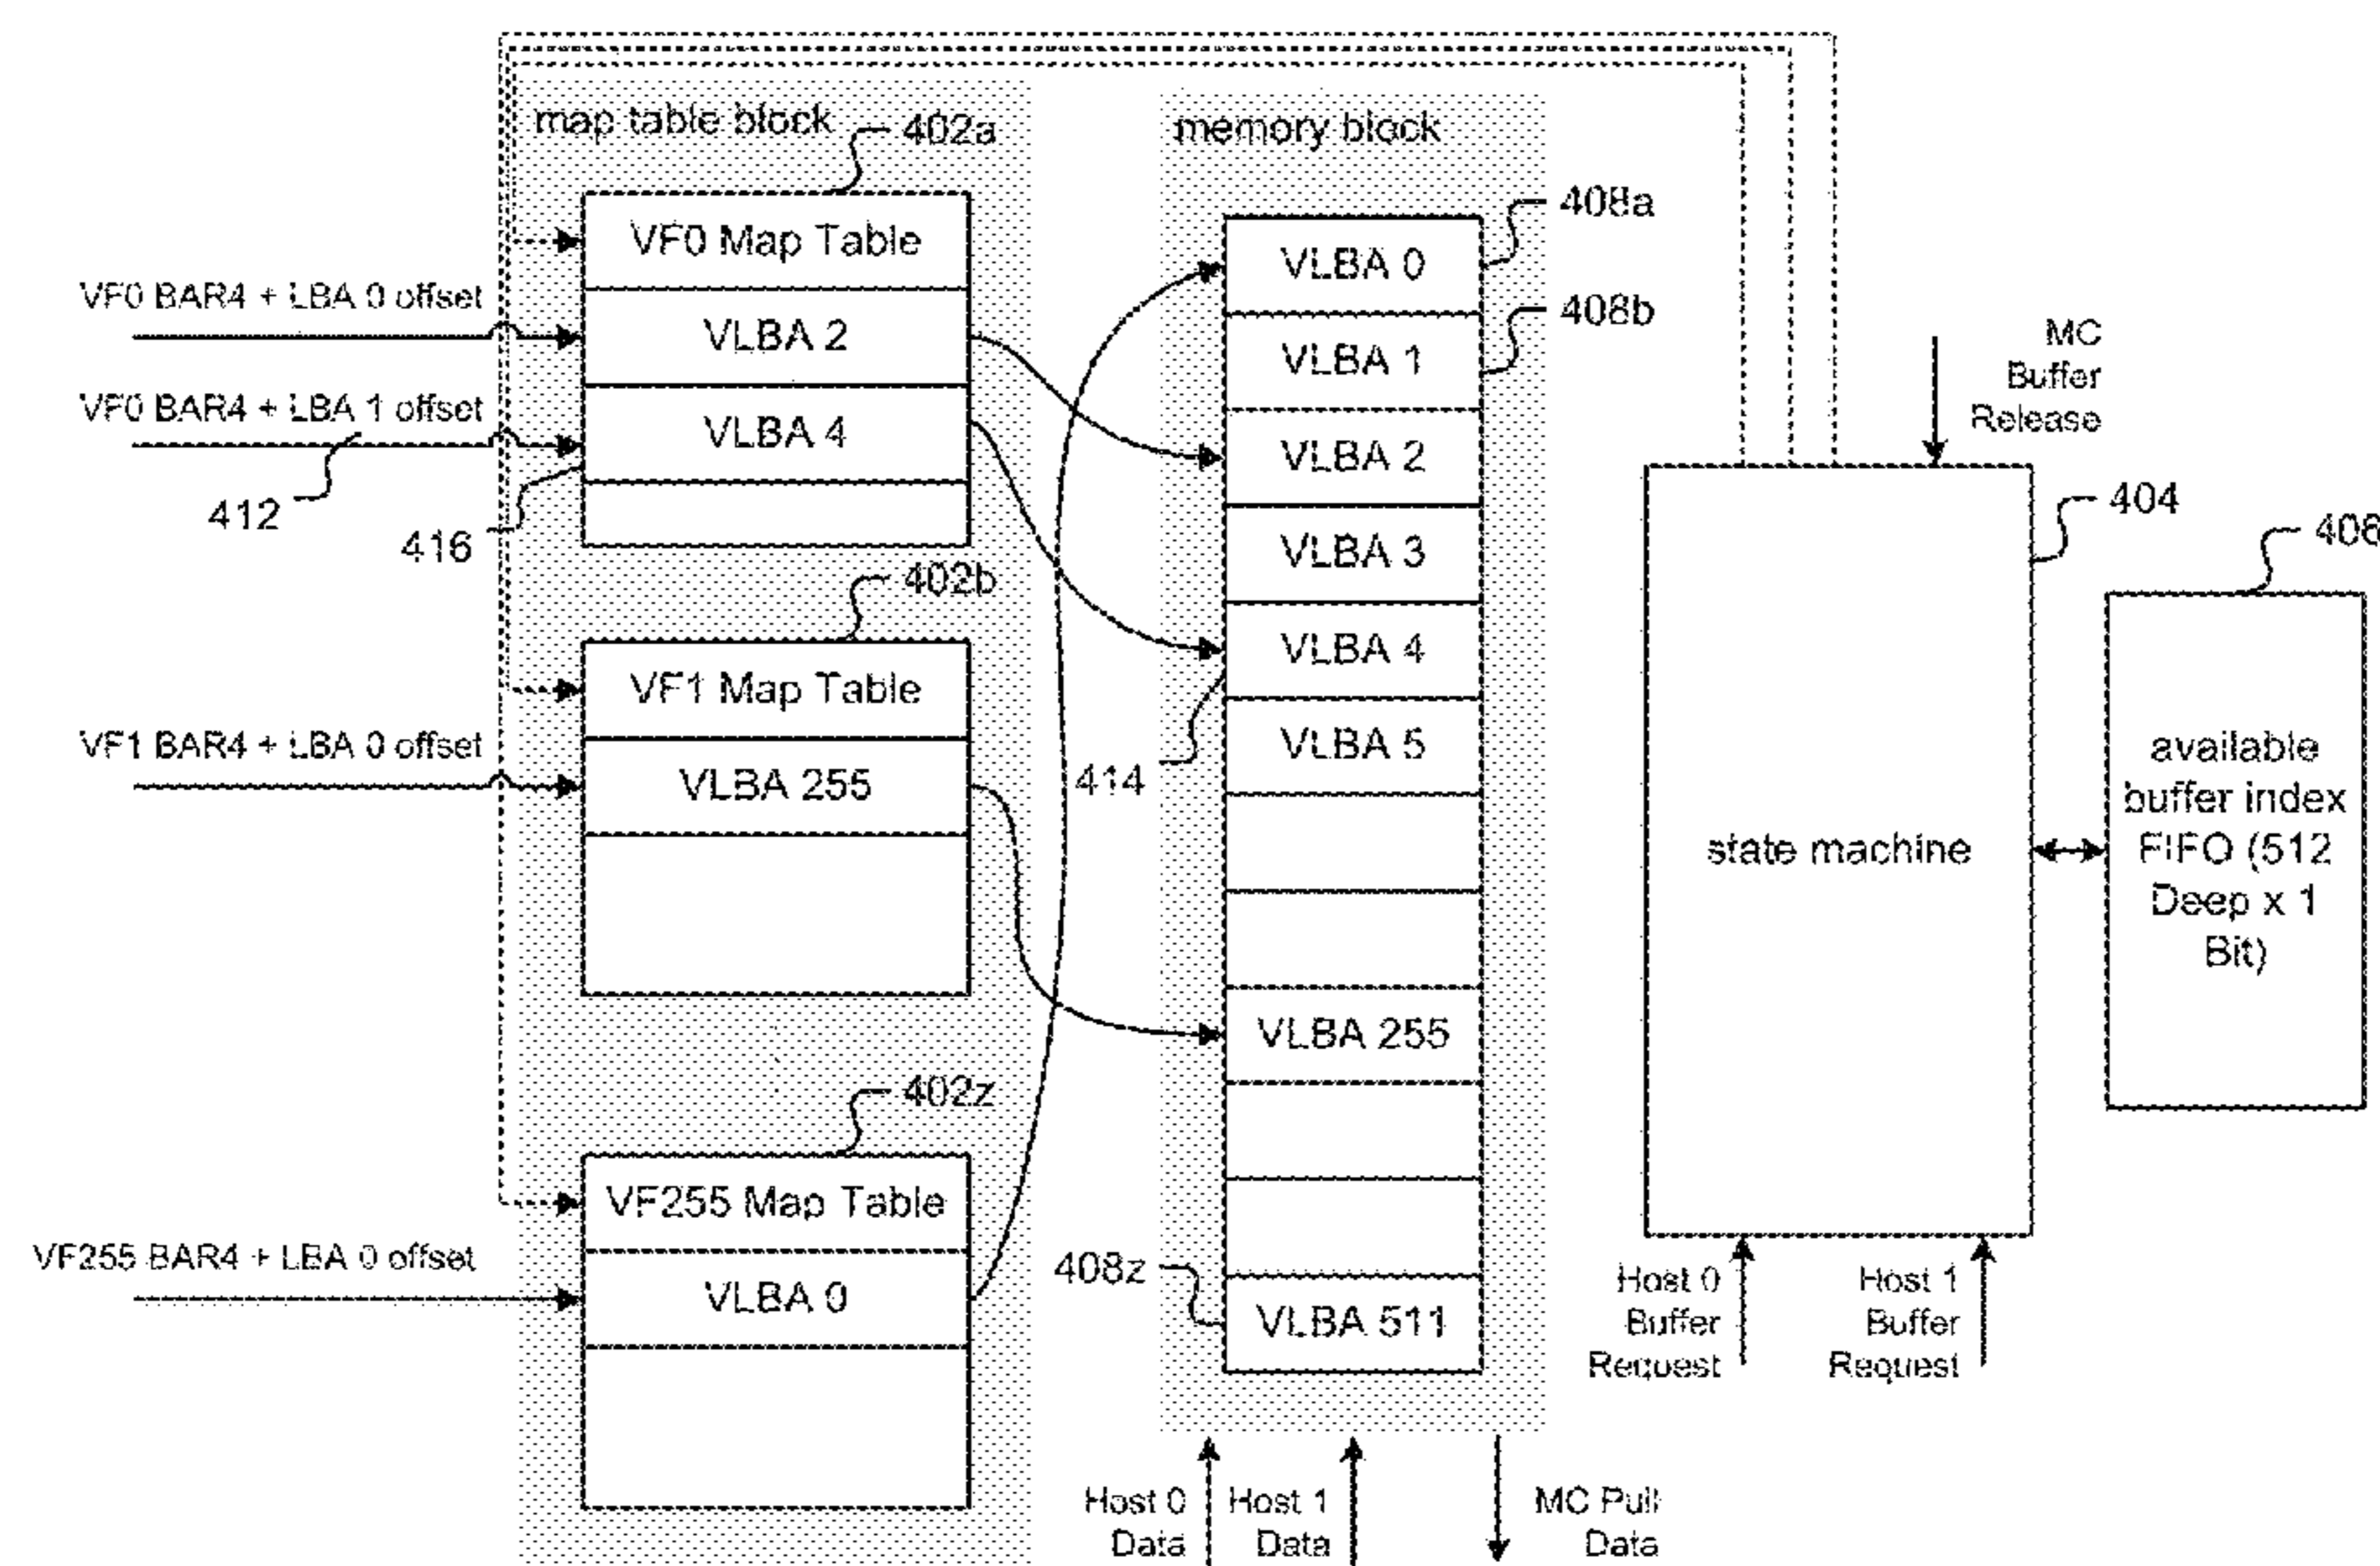 map table block
402a
memory block
408a
VF0 Map Table
VLBA 0
VF0 BAR4 + LBA 0 offset
408b
VLBA 2
VLBA 1
MC
Buffer
Release
VF0 BAR4 + LBA 1 offset
VLBA 4
VLBA 2
412
416
404
408
VLBA 3
402b
VLBA 4
VF1 Map Table
VF1 BAR4 + LBA 0 offset
VLBA 5
VLBA 255
414
available
buffer index
FIFO (512
Deep x 1
Bit)
state machine
VLBA 255
402z
VF255 Map Table
VF255 BAR4 + LBA 0 offset
408z
VLBA 0
VLBA 511
Host 0
Buffer
Request
Host 1
Buffer
Request
Host 0
Data
Host 1
Data
MC Pull
Data